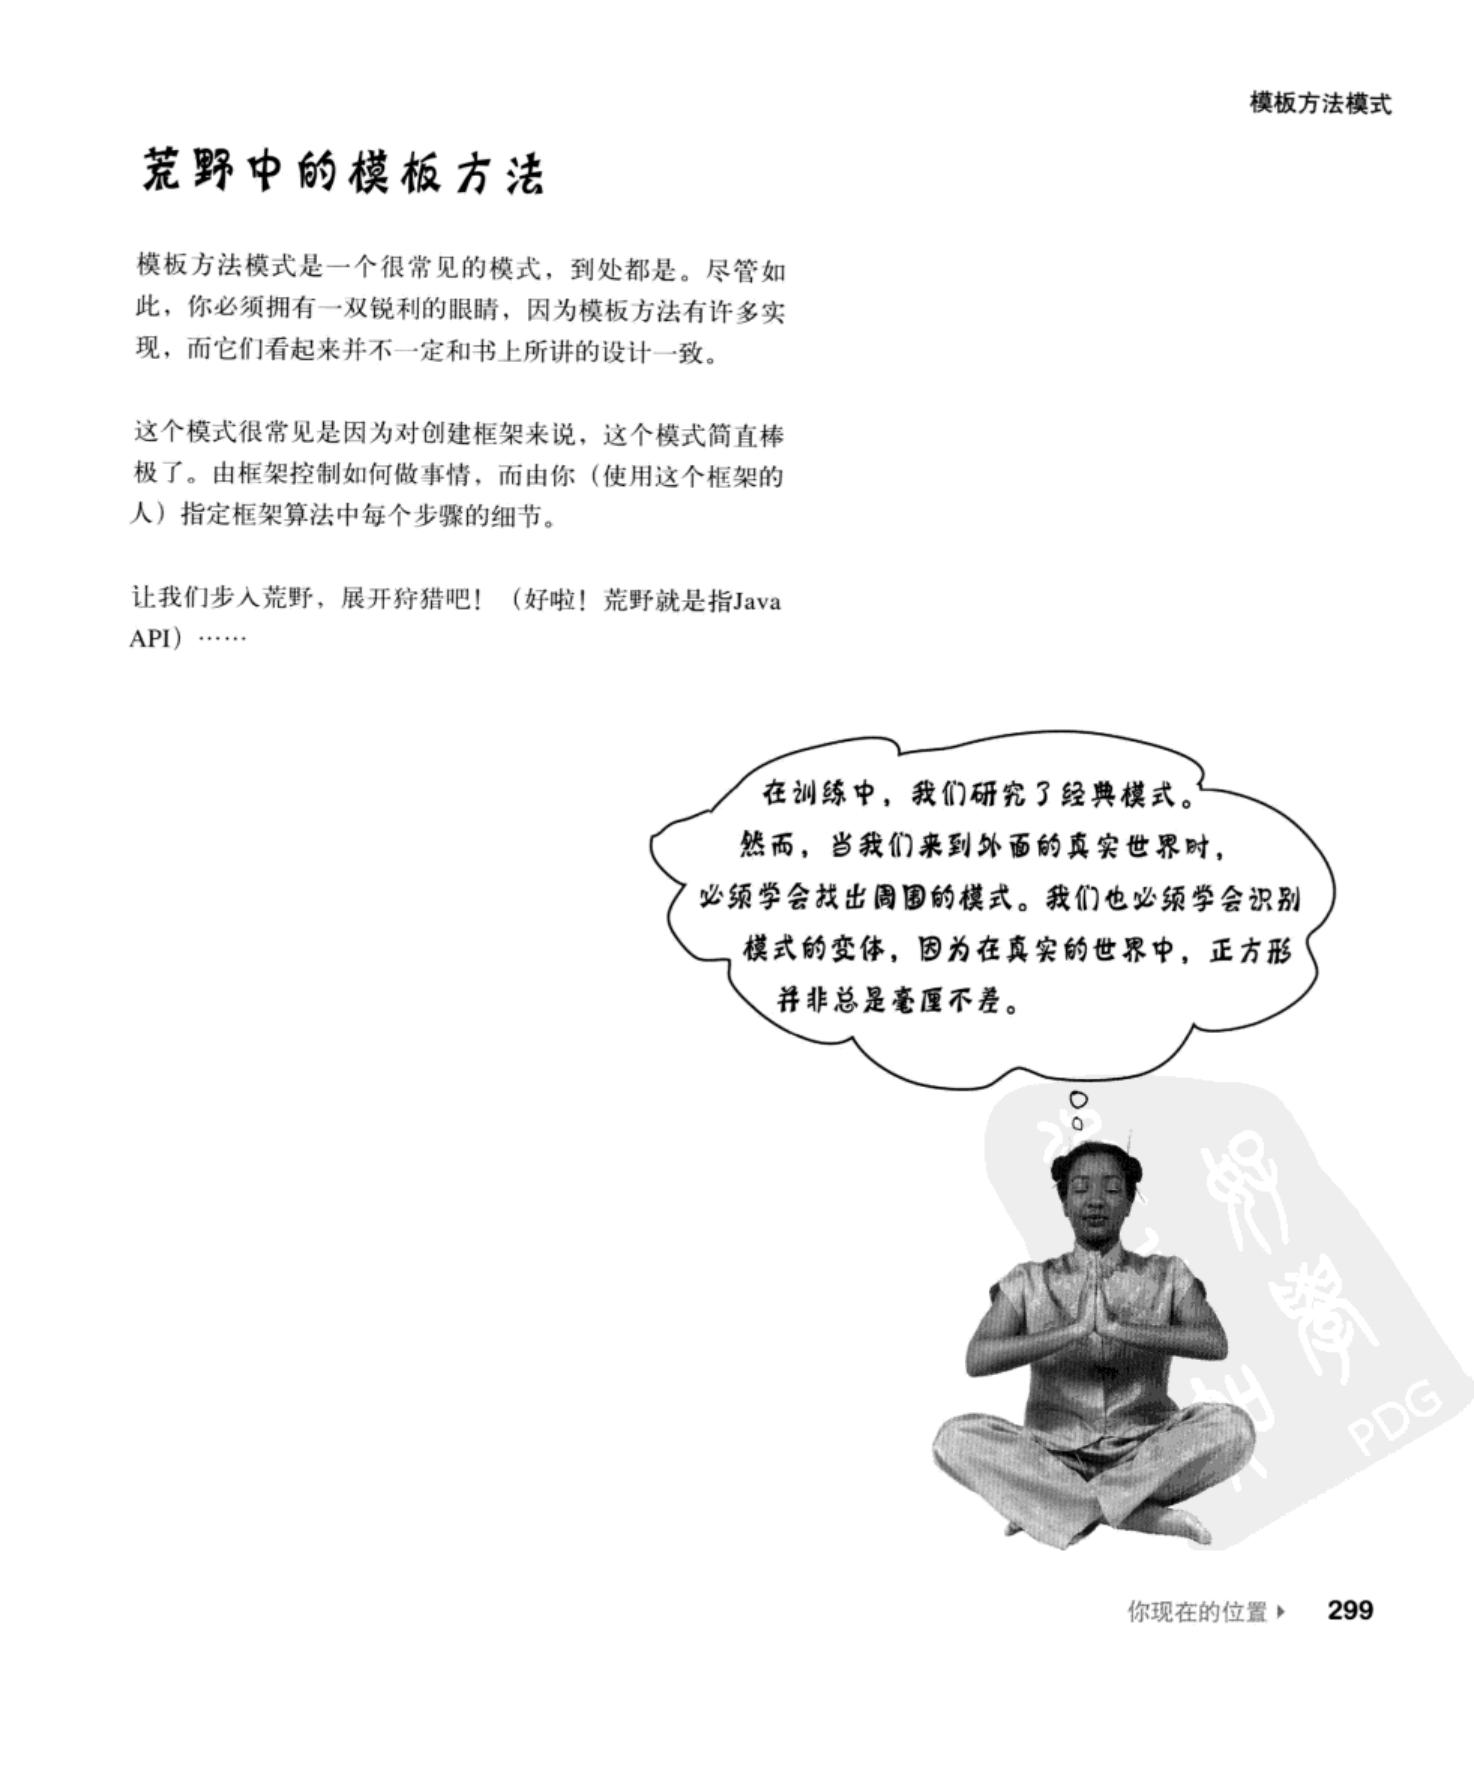 模板方法模式
荒野中的模板方法
模板方法模式是一个很常见的模式，到处都是。尽管如
此，你必须拥有一双锐利的眼睛，因为模板方法有许多实
现，而它们看起来并不一定和书上所讲的设计一致。
这个模式很常见是因为对创建框架来说，这个模式简直棒
极了。由框架控制如何做事情，而由你（使用这个框架的
人）指定框架算法中每个步骤的细节。
让我们步入荒野，展开狩猎吧！（好啦！荒野就是指Java
API）……
在训练中，我们研究了经典模式。
然而，当我们来到外面的真实世界时，
必须学会找出周围的模式。我们也必须学会识别
模式的变体，因为在真实的世界中，正方形
并非总是毫厘不差。
PDG
你现在的位置
299